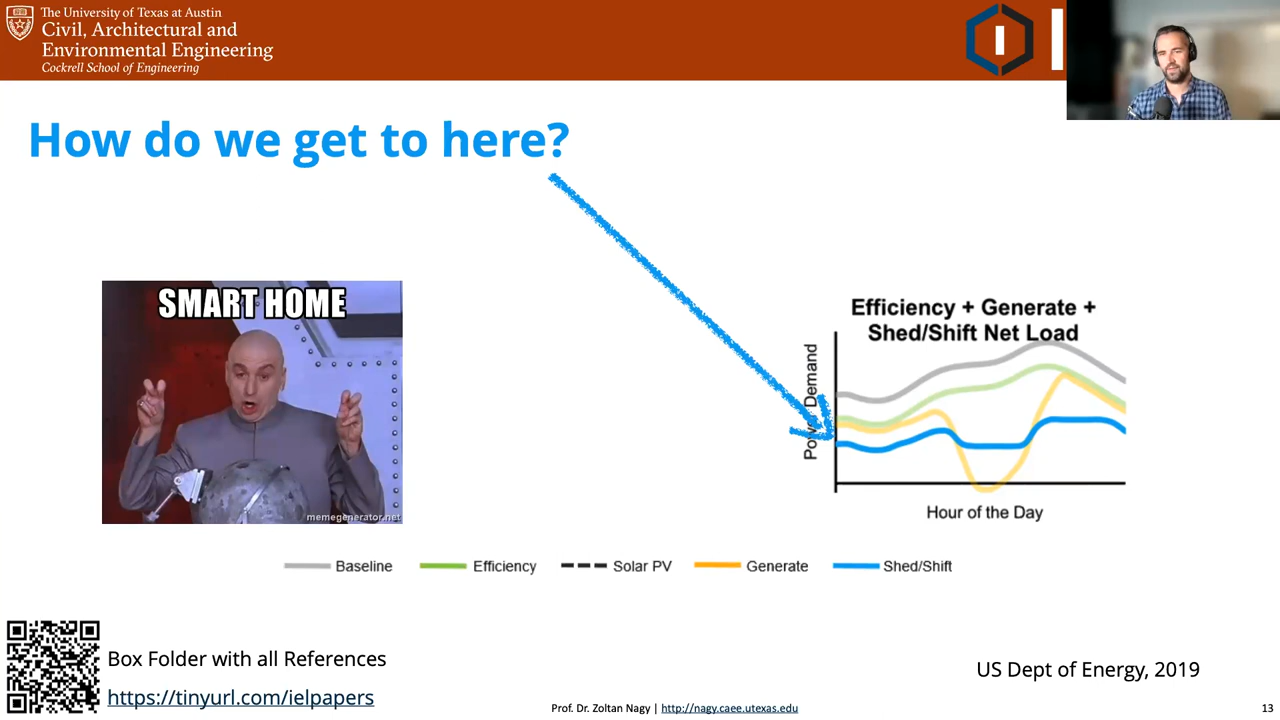 The University of Texas at Austin
Civil, Architectural and
Environmental Engineering
Cockrell School of Engineering
I
How do we get to here?
SMART HOME
memegenerator.net
Efficiency + Generate +
Shed/Shift Net Load
Power Demand
Hour of the Day
Baseline
Efficiency
Solar PV
Generate
Shed/Shift
Box Folder with all References
https://tinyurl.com/ielpapers
US Dept of Energy, 2019
Prof. Dr. Zoltan Nagy | http://nagy.caee.utexas.edu
13